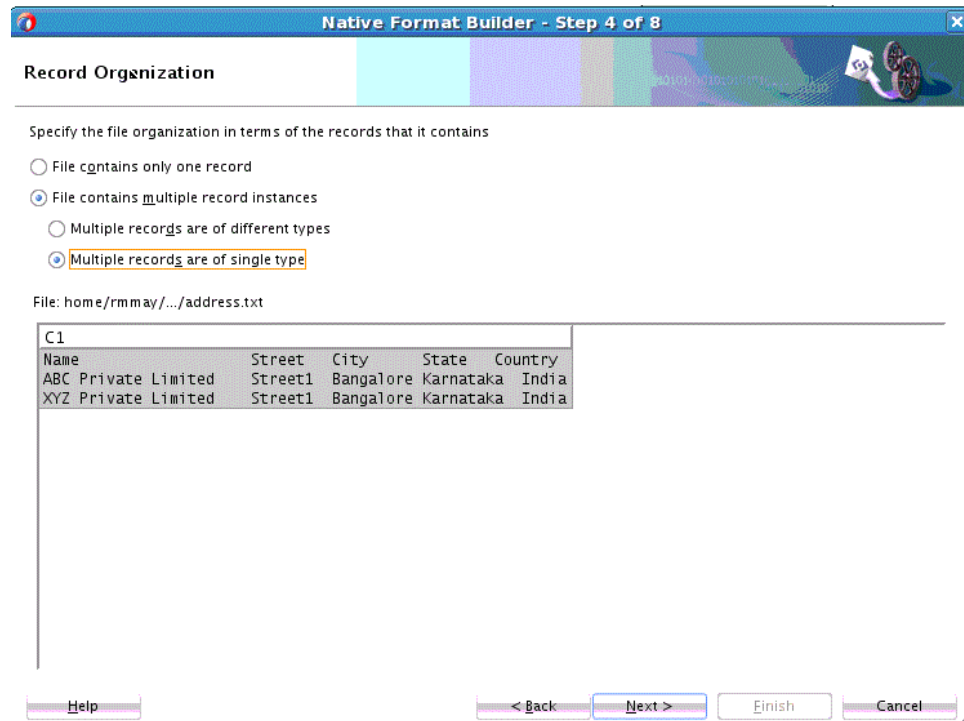 Native Format Builder - Step 4 of 8
Record Organization
Specify the file organization in terms of the records that it contains
File contains only one record
File contains multiple record instances
Multiple records are of different types
Multiple records are of single type
File: home/rmmay/.../address.txt
C1
Name Street City State Country
ABC Private Limited Street1 Bangalore Karnataka India
XYZ Private Limited Street1 Bangalore Karnataka India
Help < Back Next > Finish Cancel